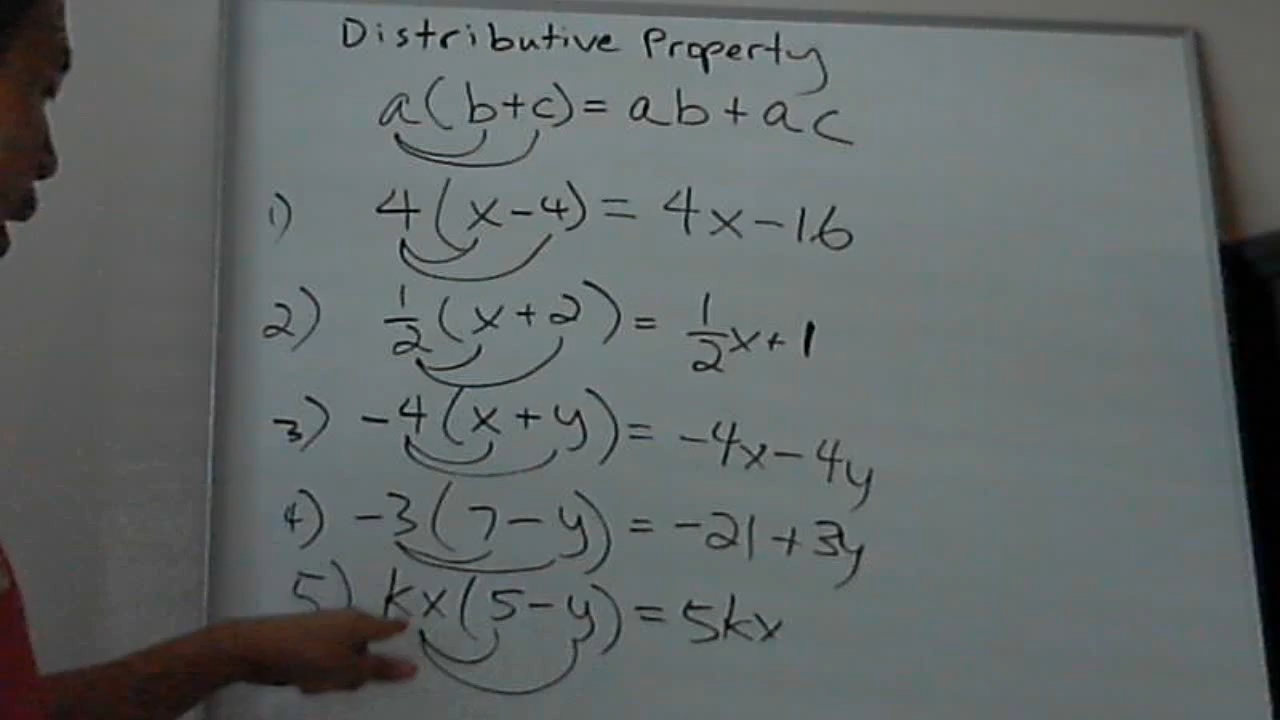 Distributive Property
a(b+c)= ab+ac
1) 4(x-4)= 4x-16
2) 1/2(x+2)= 1/2x+1
3) -4(x+y)= -4x-4y
4) -3(7-y)= -21+3y
5) kx(5-y)= 5kx